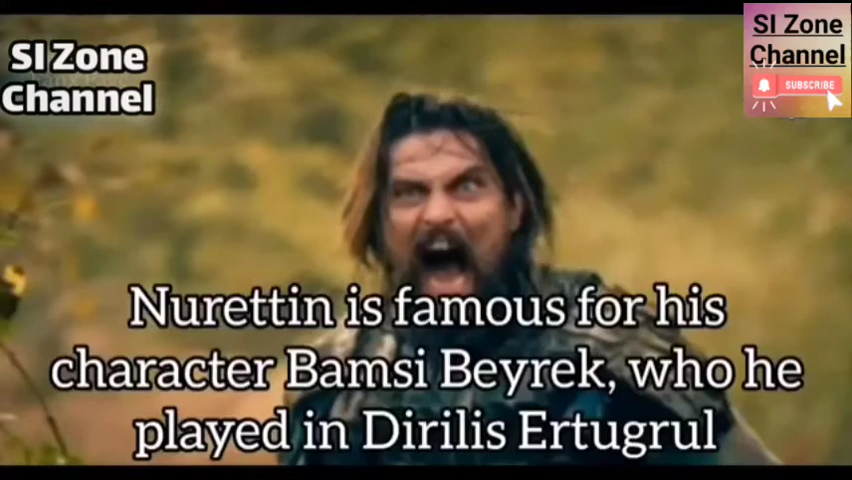 SI Zone
Channel
SI Zone
Channel
SUBSCRIBE
Nurettin is famous for his
character Bamsi Beyrek, who he
played in Dirilis Ertugrul